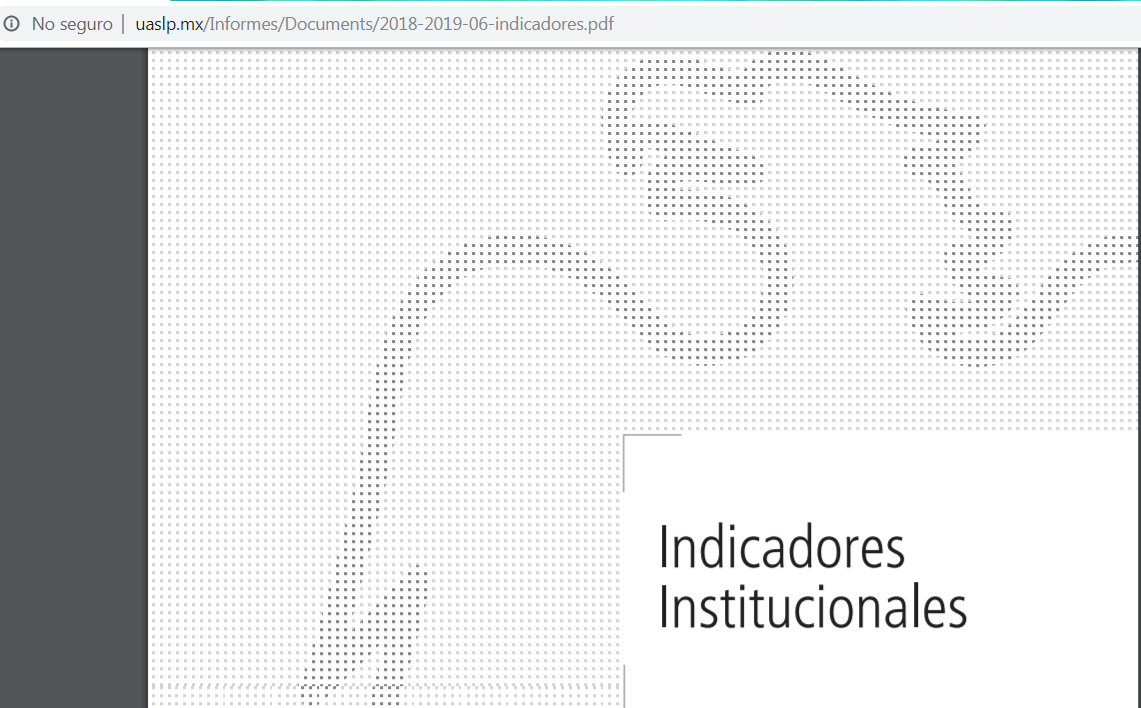 No seguro | uaslp.mx/Informes/Documents/2018-2019-06-indicadores.pdf
Indicadores
Institucionales